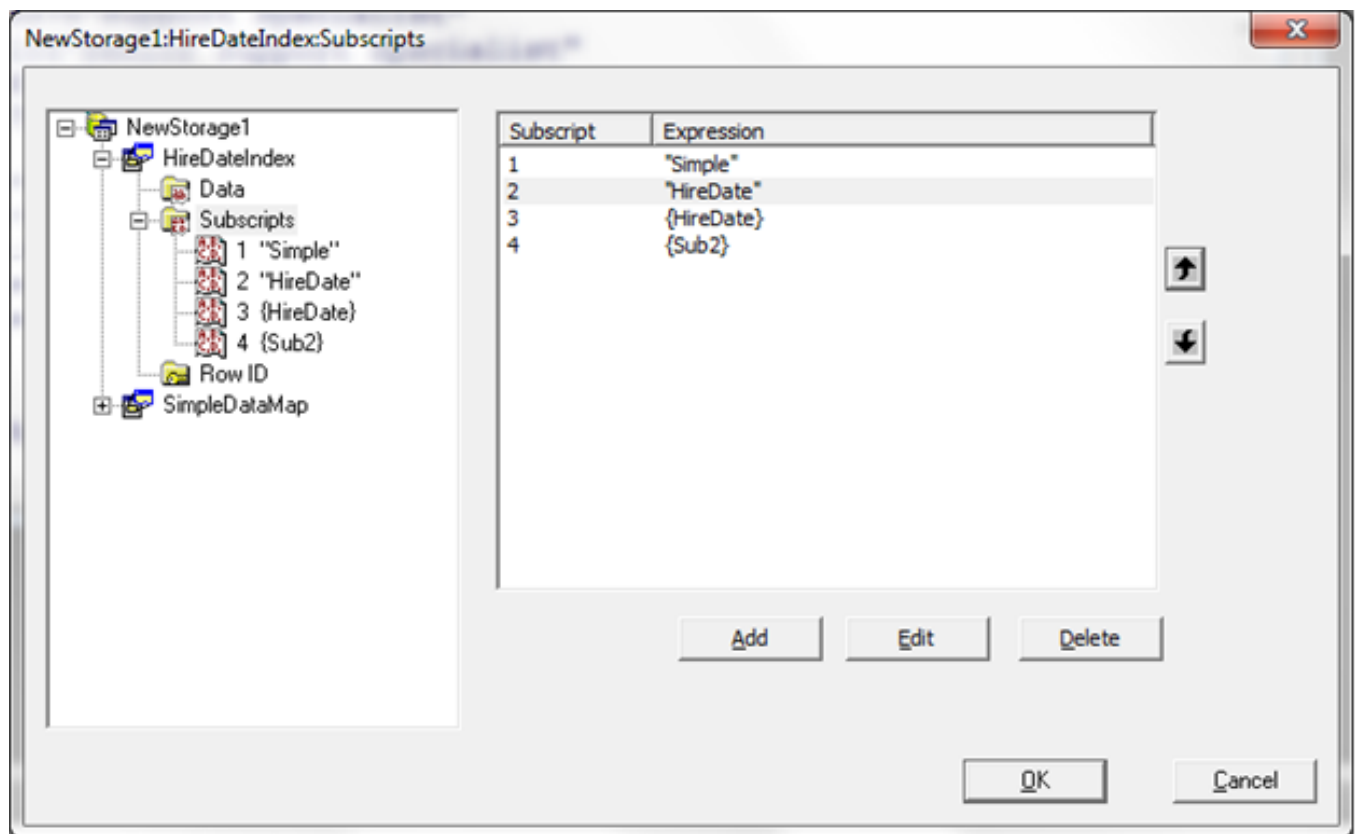 NewStorage1:HireDateIndex:Subscripts
NewStorage1
HireDateIndex
Data
Subscripts
1 "Simple"
2 "HireDate"
3 {HireDate}
4 {Sub2}
Row ID
SimpleDataMap
Subscript Expression
1 "Simple"
2 "HireDate"
3 {HireDate}
4 {Sub2}
Add Edit Delete
OK Cancel